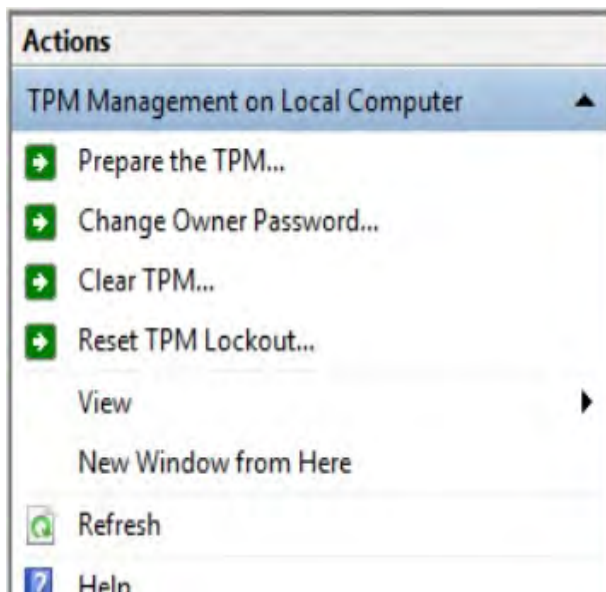 Actions
TPM Management on Local Computer
Prepare the TPM...
Change Owner Password...
Clear TPM...
Reset TPM Lockout...
View
New Window from Here
Refresh
Help